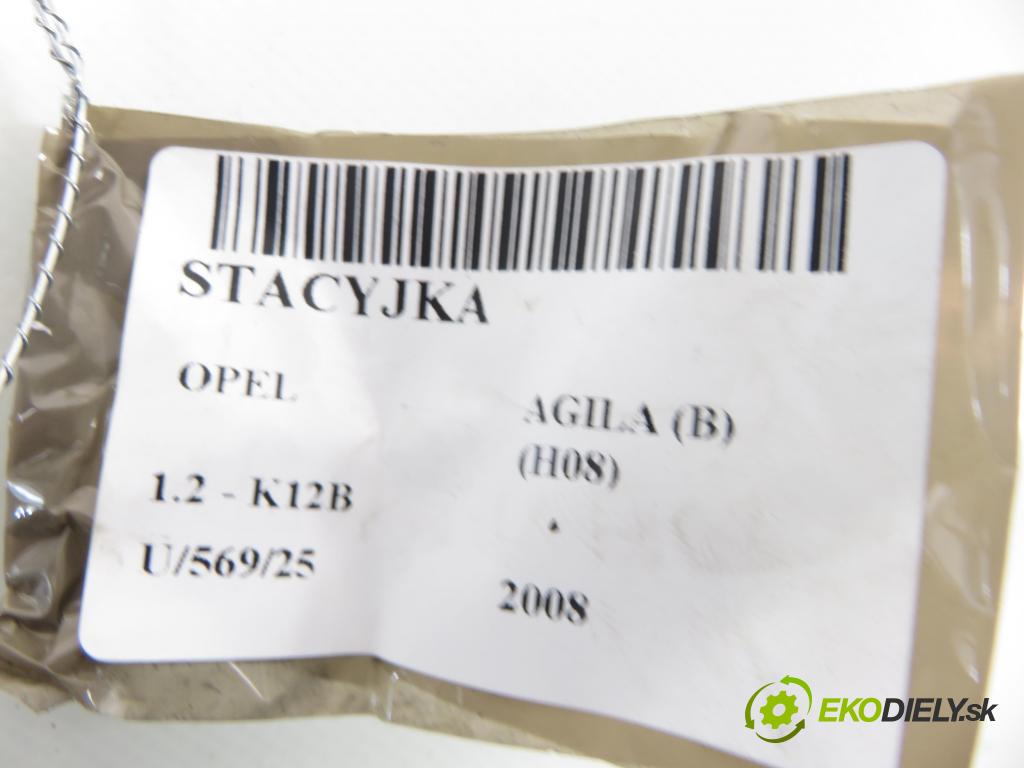 STACYJKA
OPEL
AGILA (B)
(H08)
1.2 - K12B
U/569/25
2008
EKODIELY.sk